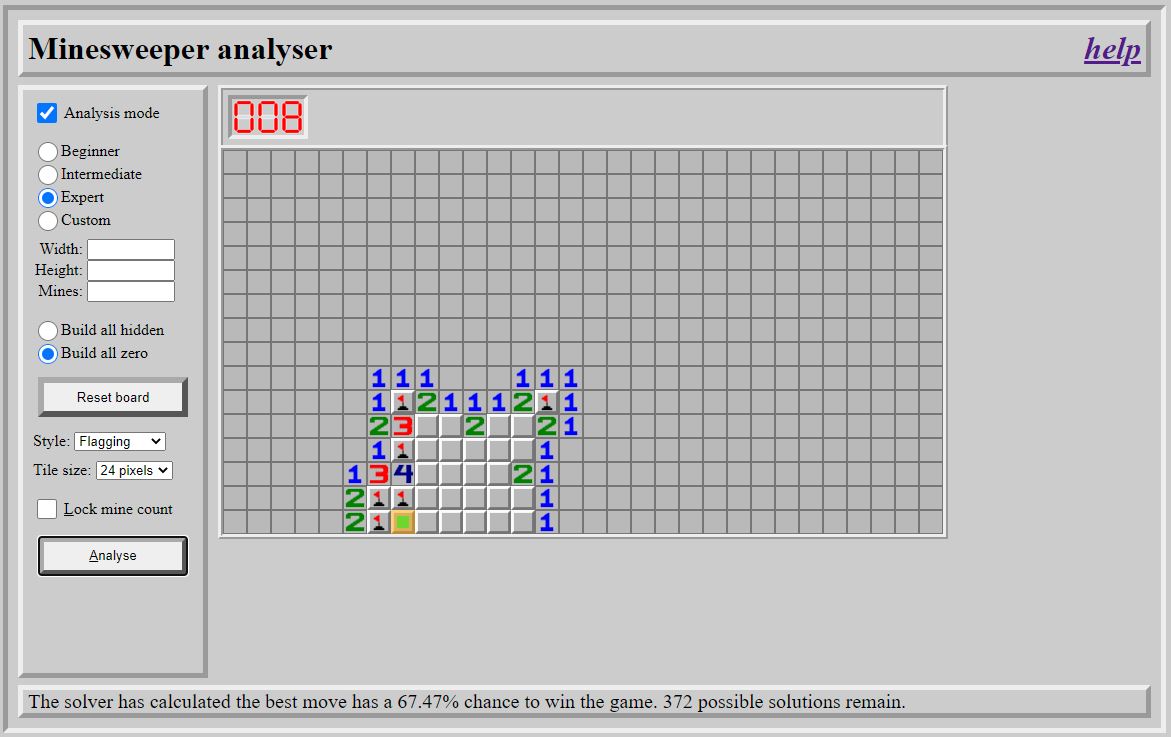 Minesweeper analyser help
Analysis mode
008
Beginner
Intermediate
Expert
Custom
Width:
Height:
Mines:
Build all hidden
Build all zero
Reset board
Style: Flagging
Tile size: 24 pixels
Lock mine count
Analyse
1 1 1 1 1 1
1 2 1 1 1 2 1
2 3 2 2 1
1 1
1 3 4 2 1
2 1
2 1
The solver has calculated the best move has a 67.47% chance to win the game. 372 possible solutions remain.